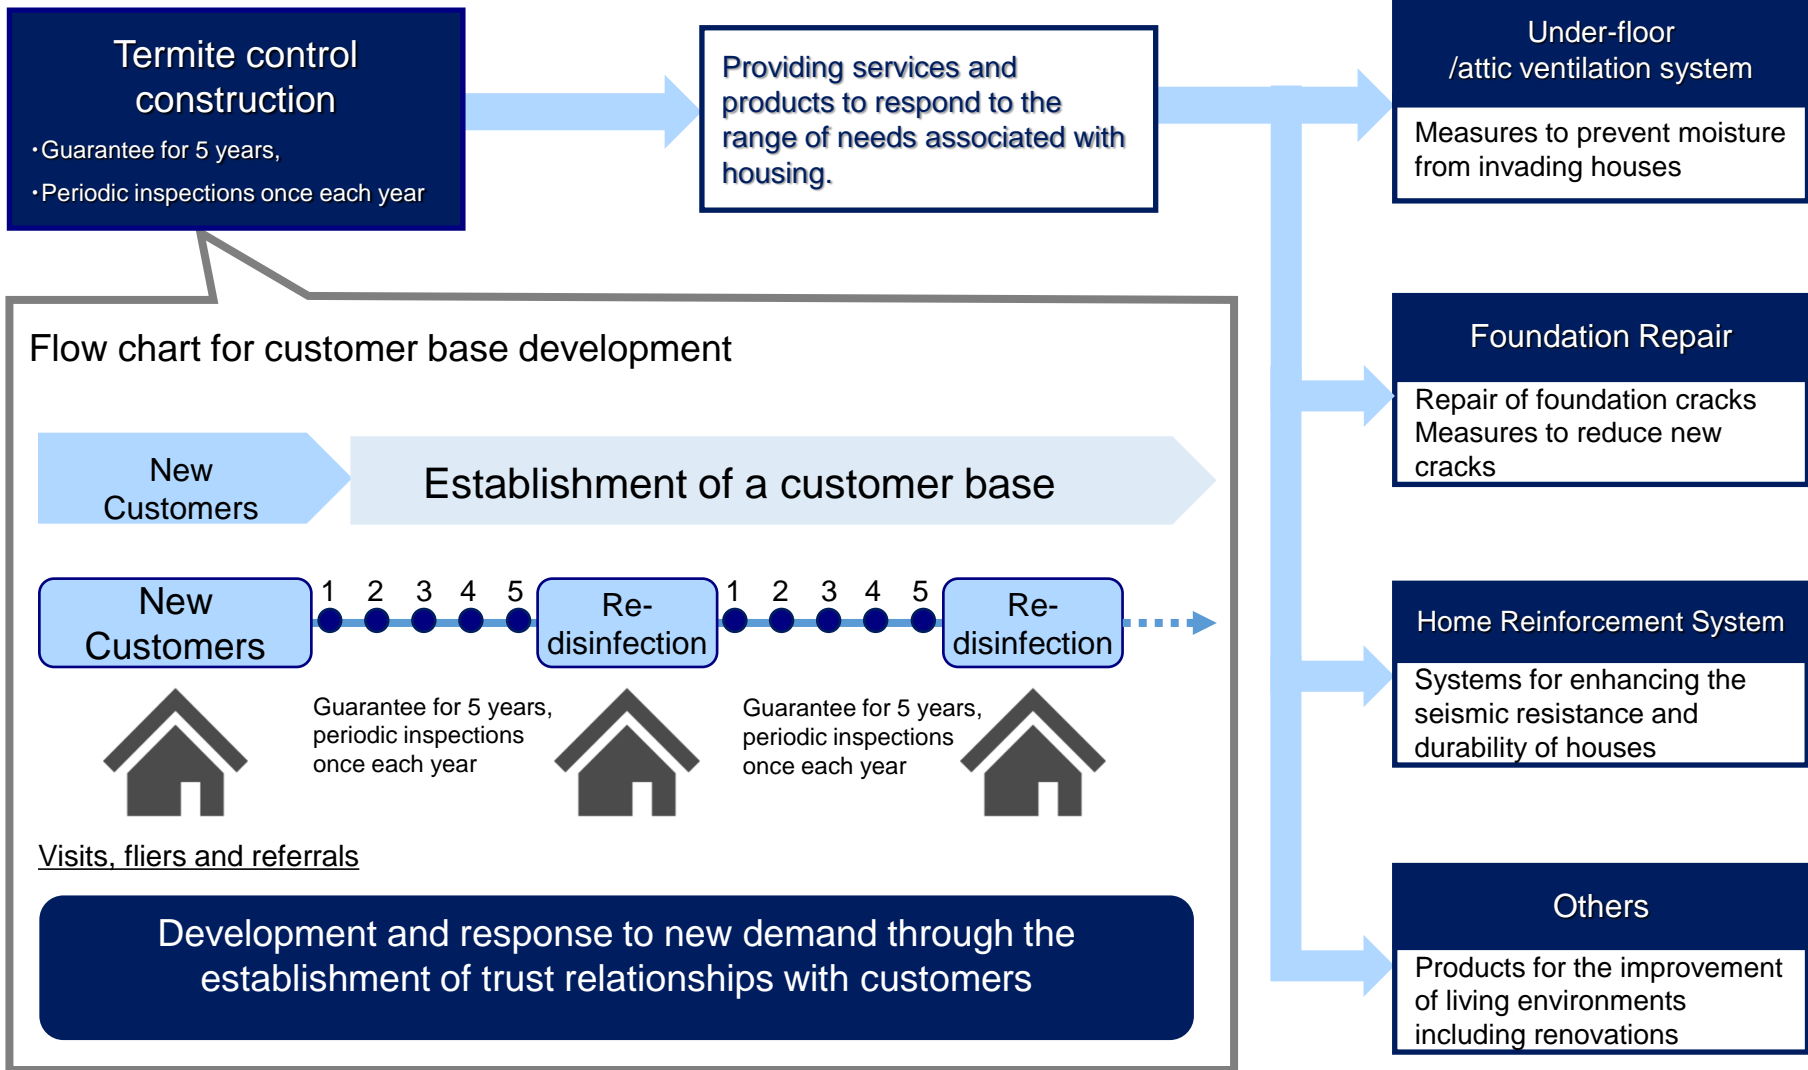 Termite control
construction
・Guarantee for 5 years,
・Periodic inspections once each year
Providing services and
products to respond to the
range of needs associated with
housing.
Under-floor
/attic ventilation system
Measures to prevent moisture
from invading houses
Foundation Repair
Repair of foundation cracks
Measures to reduce new
cracks
Home Reinforcement System
Systems for enhancing the
seismic resistance and
durability of houses
Others
Products for the improvement
of living environments
including renovations
Flow chart for customer base development
New
Customers
Establishment of a customer base
New
Customers
1 2 3 4 5
Re-
disinfection
1 2 3 4 5
Re-
disinfection
Guarantee for 5 years,
periodic inspections
once each year
Guarantee for 5 years,
periodic inspections
once each year
Visits, fliers and referrals
Development and response to new demand through the
establishment of trust relationships with customers